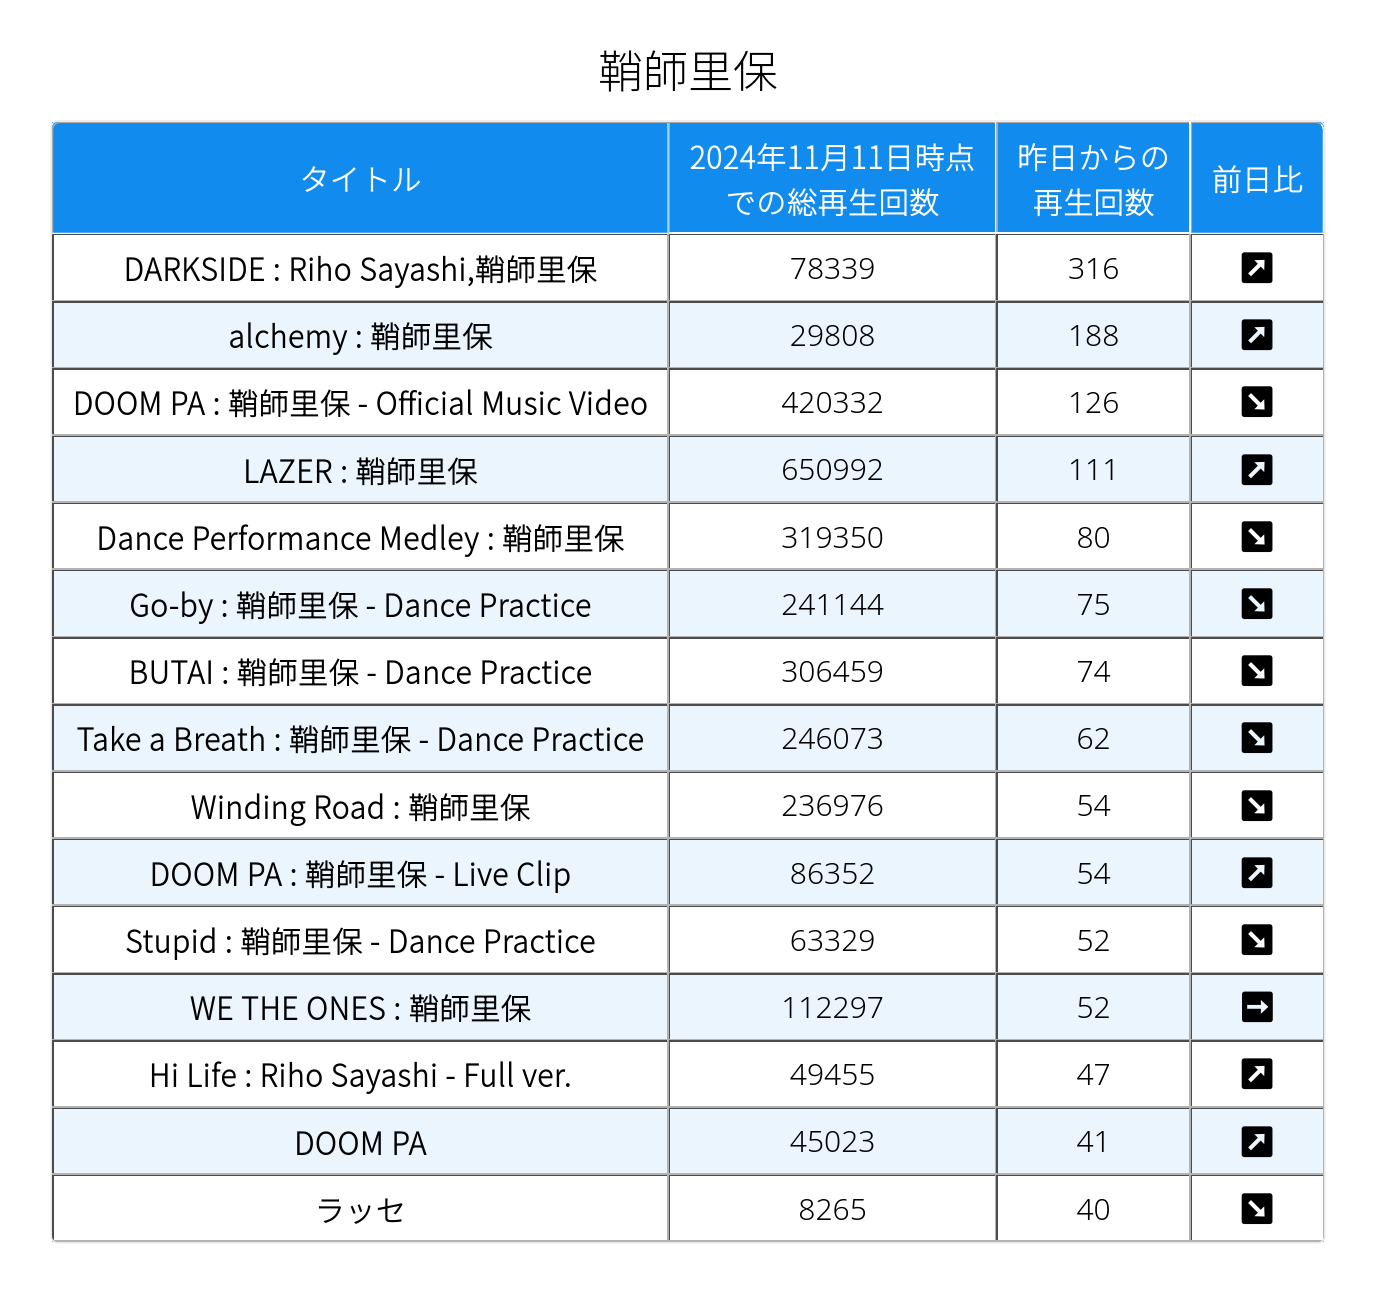 鞘師里保
タイトル
2024年11月11日時点
での総再生回数
昨日からの
再生回数
前日比
DARKSIDE : Riho Sayashi,鞘師里保 78339 316 ↗
alchemy : 鞘師里保 29808 188 ↗
DOOM PA : 鞘師里保 - Official Music Video 420332 126 ↘
LAZER : 鞘師里保 650992 111 ↗
Dance Performance Medley : 鞘師里保 319350 80 ↘
Go-by : 鞘師里保 - Dance Practice 241144 75 ↘
BUTAI : 鞘師里保 - Dance Practice 306459 74 ↘
Take a Breath : 鞘師里保 - Dance Practice 246073 62 ↘
Winding Road : 鞘師里保 236976 54 ↘
DOOM PA : 鞘師里保 - Live Clip 86352 54 ↗
Stupid : 鞘師里保 - Dance Practice 63329 52 ↘
WE THE ONES : 鞘師里保 112297 52 →
Hi Life : Riho Sayashi - Full ver. 49455 47 ↗
DOOM PA 45023 41 ↗
ラッセ 8265 40 ↘